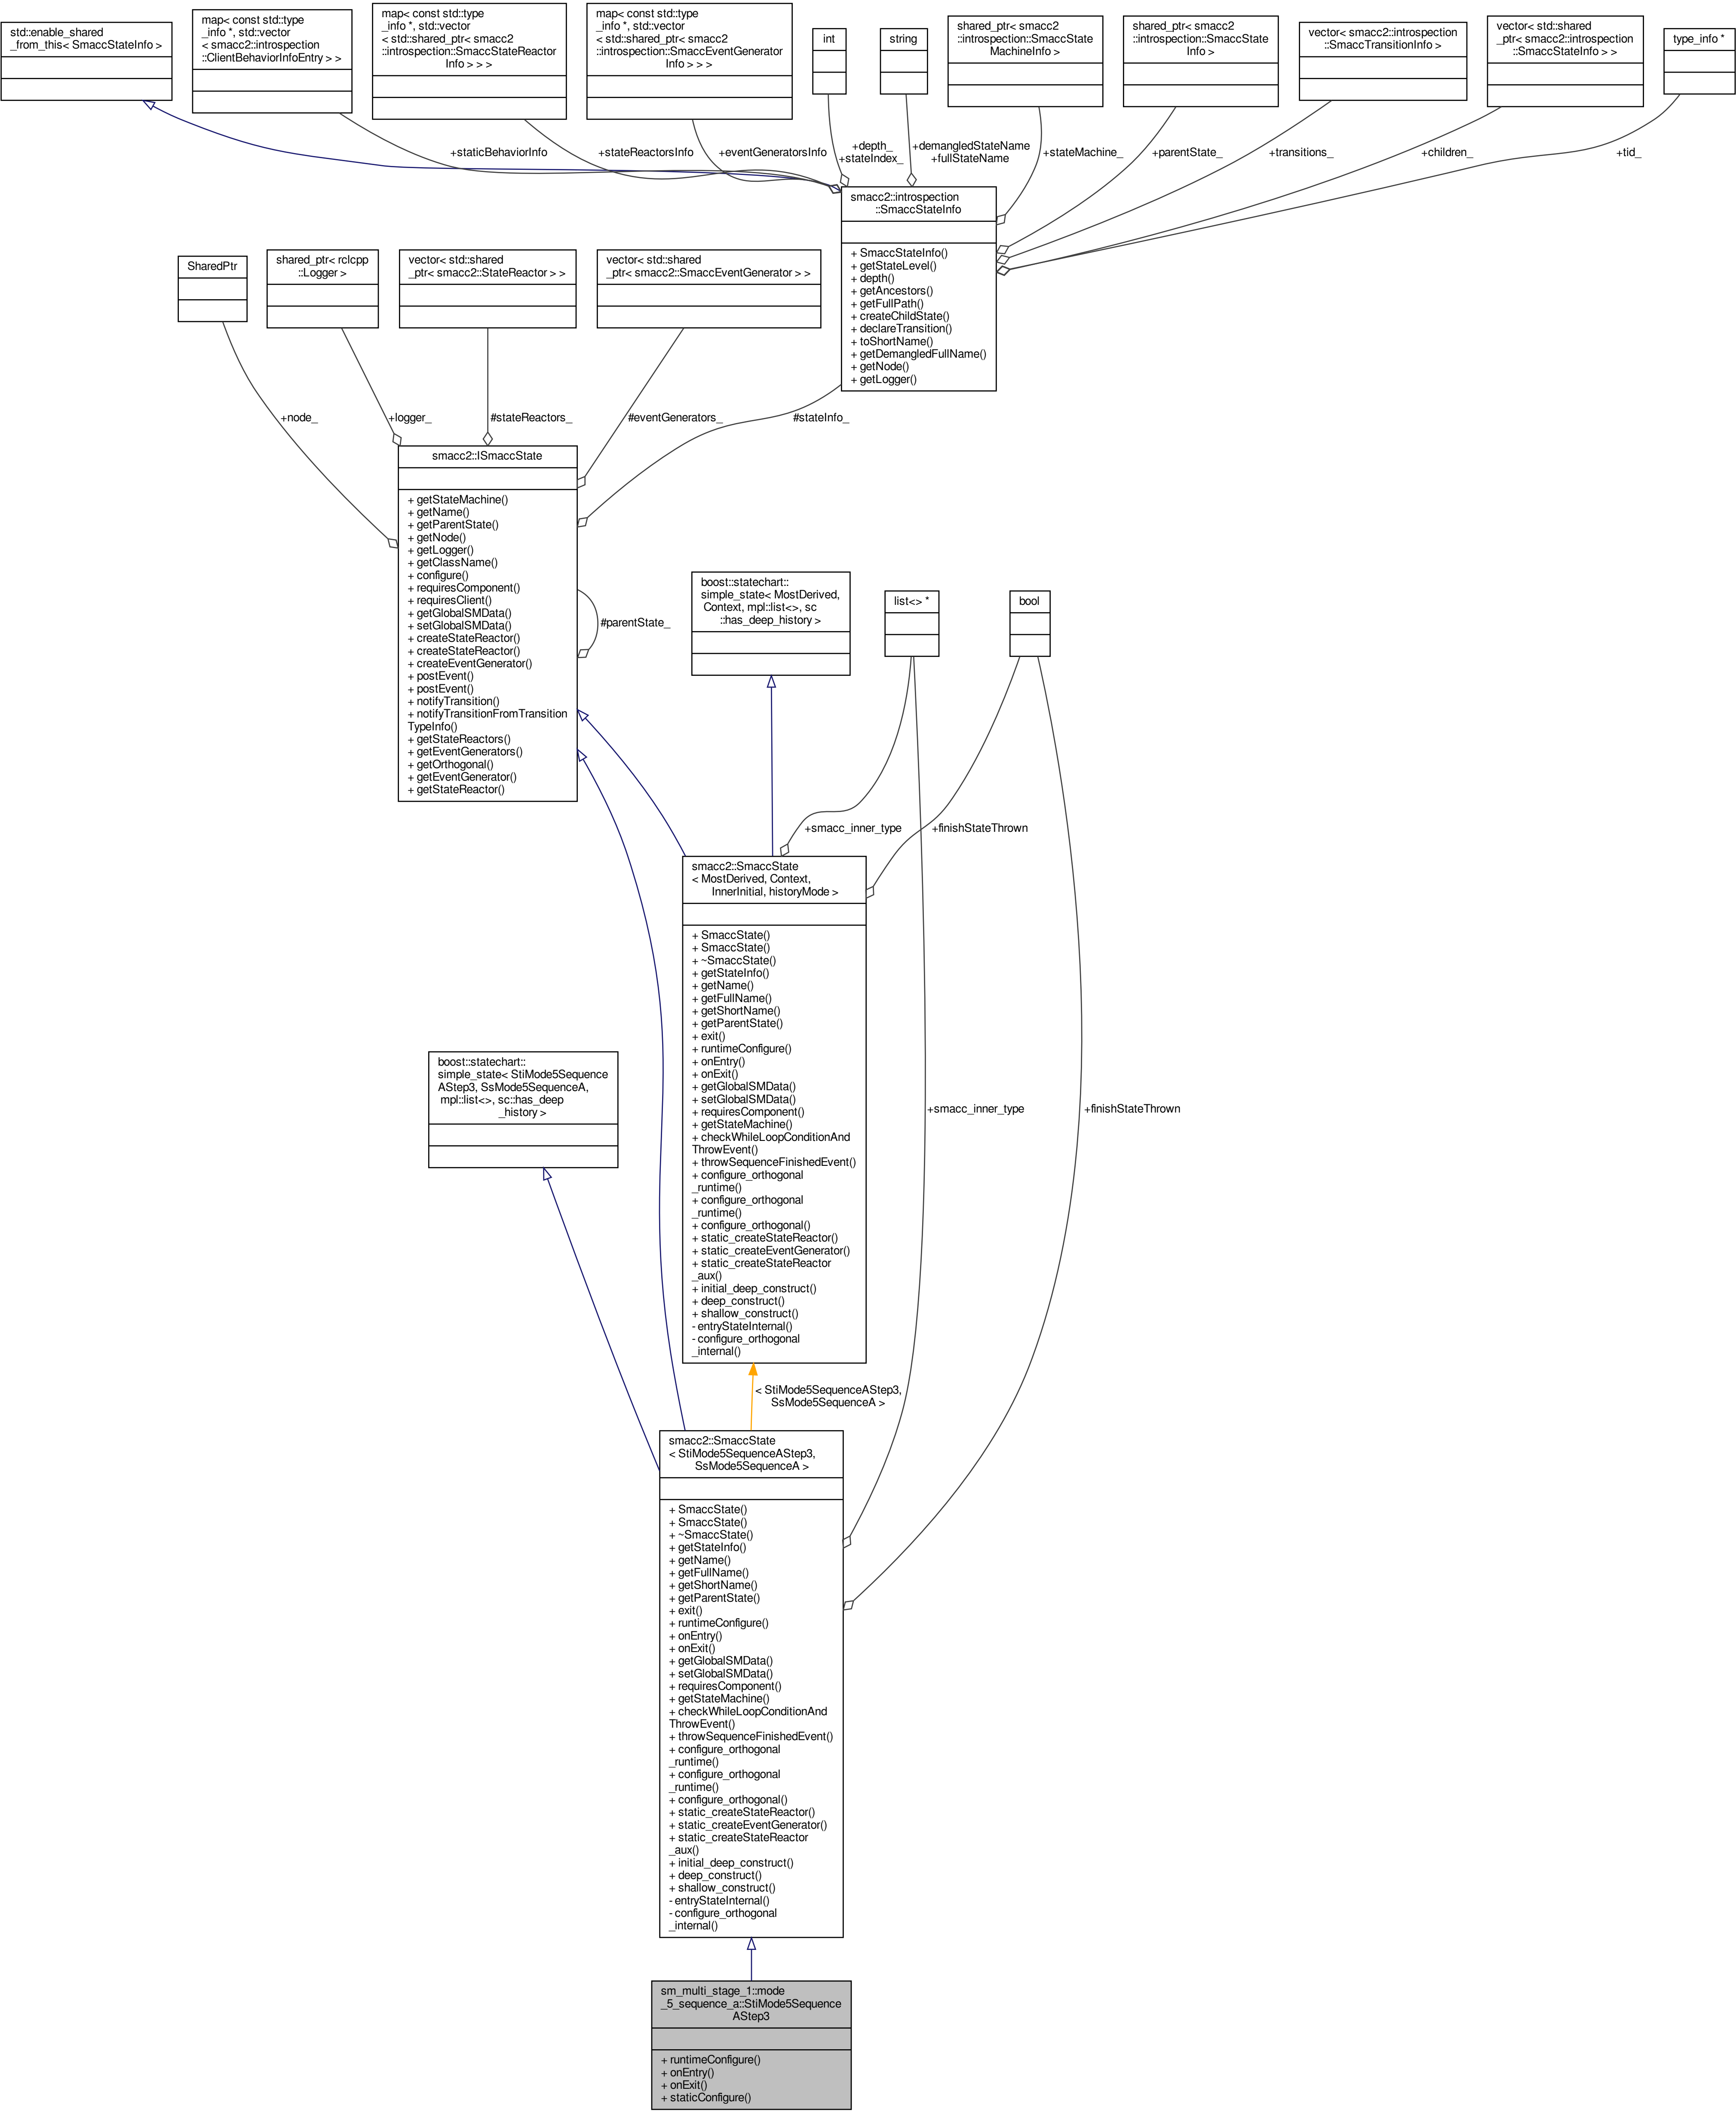 std::enable_shared
_from_this< SmaccStateInfo >
map< const std::type
_info *, std::vector
< smacc2::introspection
::ClientBehaviorInfoEntry > >
map< const std::type
_info *, std::vector
< std::shared_ptr< smacc2
::introspection::SmaccStateReactor
Info > > >
map< const std::type
_info *, std::vector
< std::shared_ptr< smacc2
::introspection::SmaccEventGenerator
Info > > >
int
string
shared_ptr< smacc2
::introspection::SmaccState
MachineInfo >
shared_ptr< smacc2
::introspection::SmaccState
Info >
vector< smacc2::introspection
::SmaccTransitionInfo >
vector< std::shared
_ptr< smacc2::introspection
::SmaccStateInfo > >
type_info *
+staticBehaviorInfo
+stateReactorsInfo
+eventGeneratorsInfo
+depth_
+stateIndex_
+demangledStateName
+fullStateName
+stateMachine_
+parentState_
+transitions_
+children_
+tid_
smacc2::introspection
::SmaccStateInfo
+ SmaccStateInfo()
+ getStateLevel()
+ depth()
+ getAncestors()
+ getFullPath()
+ createChildState()
+ declareTransition()
+ toShortName()
+ getDemangledFullName()
+ getNode()
+ getLogger()
SharedPtr
shared_ptr< rclcpp
::Logger >
vector< std::shared
_ptr< smacc2::StateReactor > >
vector< std::shared
_ptr< smacc2::SmaccEventGenerator > >
+node_
+logger_
#stateReactors_
#eventGenerators_
#stateInfo_
smacc2::ISmaccState
+ getStateMachine()
+ getName()
+ getParentState()
+ getNode()
+ getLogger()
+ getClassName()
+ configure()
+ requiresComponent()
+ requiresClient()
+ getGlobalSMData()
+ setGlobalSMData()
+ createStateReactor()
+ createStateReactor()
+ createEventGenerator()
+ postEvent()
+ postEvent()
+ notifyTransition()
+ notifyTransitionFromTransition
TypeInfo()
+ getStateReactors()
+ getEventGenerators()
+ getOrthogonal()
+ getEventGenerator()
+ getStateReactor()
#parentState_
boost::statechart::
simple_state< MostDerived,
Context, mpl::list<>, sc
::has_deep_history >
list<> *
bool
+smacc_inner_type
+finishStateThrown
smacc2::SmaccState
< MostDerived, Context,
InnerInitial, historyMode >
+ SmaccState()
+ SmaccState()
+ ~SmaccState()
+ getStateInfo()
+ getName()
+ getFullName()
+ getShortName()
+ getParentState()
+ exit()
+ runtimeConfigure()
+ onEntry()
+ onExit()
+ getGlobalSMData()
+ setGlobalSMData()
+ requiresComponent()
+ getStateMachine()
+ checkWhileLoopConditionAnd
ThrowEvent()
+ throwSequenceFinishedEvent()
+ configure_orthogonal
_runtime()
+ configure_orthogonal
_runtime()
+ configure_orthogonal()
+ static_createStateReactor()
+ static_createEventGenerator()
+ static_createStateReactor
_aux()
+ initial_deep_construct()
+ deep_construct()
+ shallow_construct()
- entryStateInternal()
- configure_orthogonal
_internal()
boost::statechart::
simple_state< StiMode5Sequence
AStep3, SsMode5SequenceA,
mpl::list<>, sc::has_deep
_history >
+smacc_inner_type
+finishStateThrown
< StiMode5SequenceAStep3,
SsMode5SequenceA >
smacc2::SmaccState
< StiMode5SequenceAStep3,
SsMode5SequenceA >
+ SmaccState()
+ SmaccState()
+ ~SmaccState()
+ getStateInfo()
+ getName()
+ getFullName()
+ getShortName()
+ getParentState()
+ exit()
+ runtimeConfigure()
+ onEntry()
+ onExit()
+ getGlobalSMData()
+ setGlobalSMData()
+ requiresComponent()
+ getStateMachine()
+ checkWhileLoopConditionAnd
ThrowEvent()
+ throwSequenceFinishedEvent()
+ configure_orthogonal
_runtime()
+ configure_orthogonal
_runtime()
+ configure_orthogonal()
+ static_createStateReactor()
+ static_createEventGenerator()
+ static_createStateReactor
_aux()
+ initial_deep_construct()
+ deep_construct()
+ shallow_construct()
- entryStateInternal()
- configure_orthogonal
_internal()
sm_multi_stage_1::mode
_5_sequence_a::StiMode5Sequence
AStep3
+ runtimeConfigure()
+ onEntry()
+ onExit()
+ staticConfigure()